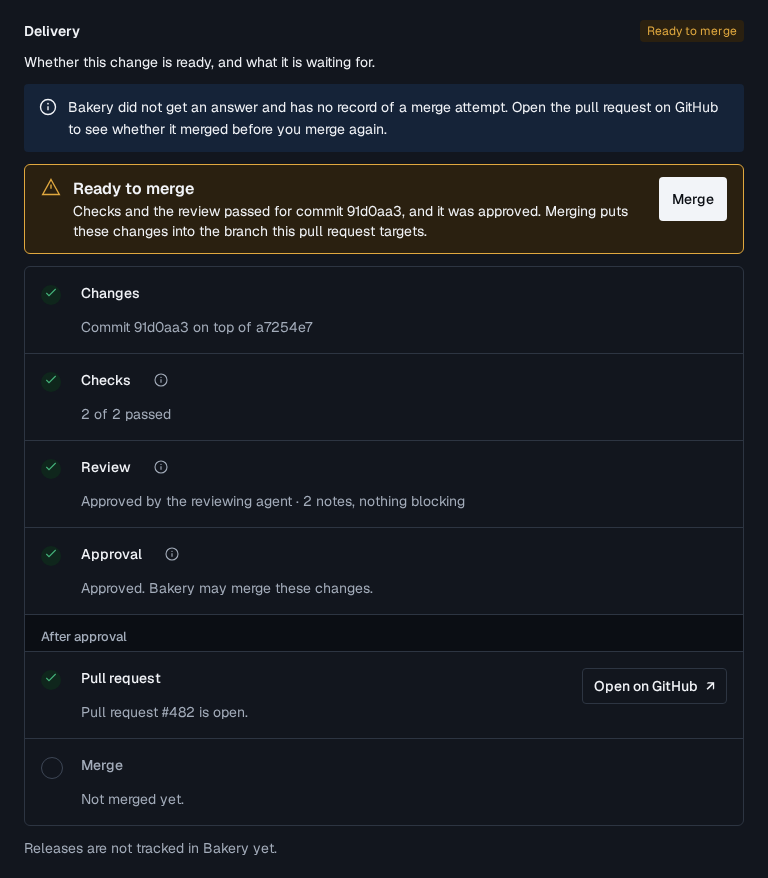 Delivery
Ready to merge
Whether this change is ready, and what it is waiting for.
Bakery did not get an answer and has no record of a merge attempt. Open the pull request on GitHub
to see whether it merged before you merge again.
Ready to merge
Checks and the review passed for commit 91d0aa3, and it was approved. Merging puts
these changes into the branch this pull request targets.
Merge
Changes
Commit 91d0aa3 on top of a7254e7
Checks
2 of 2 passed
Review
Approved by the reviewing agent · 2 notes, nothing blocking
Approval
Approved. Bakery may merge these changes.
After approval
Pull request
Open on GitHub
Pull request #482 is open.
Merge
Not merged yet.
Releases are not tracked in Bakery yet.